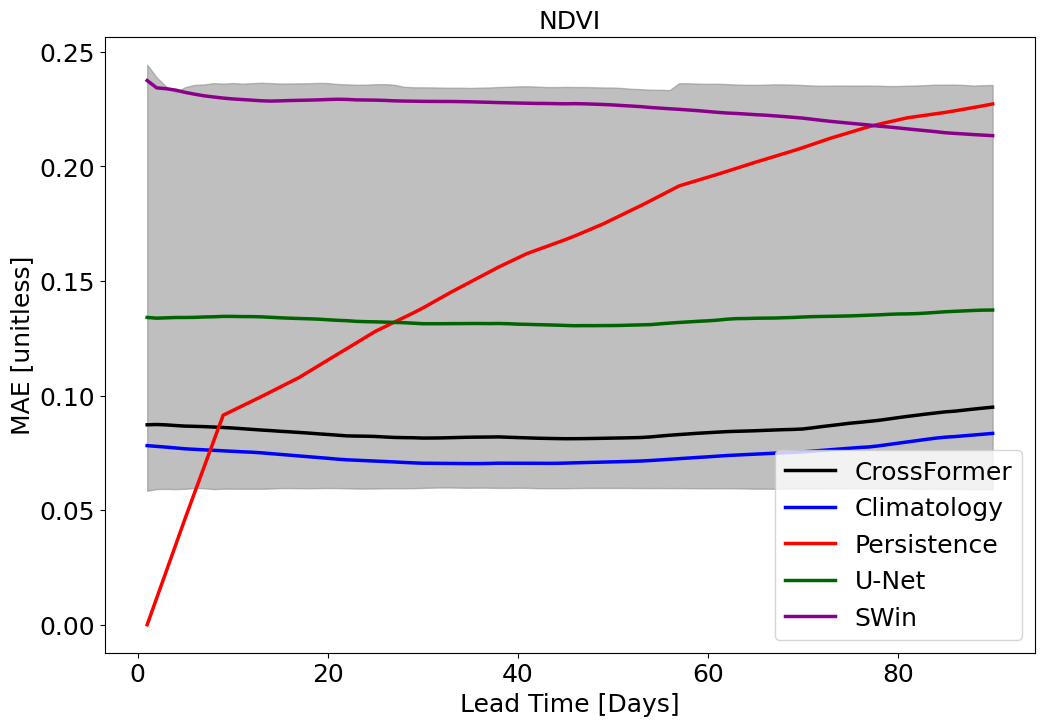 NDVI
0.25
0.20
0.15
0.10
0.05
0.00
MAE [unitless]
0 20 40 60 80
Lead Time [Days]
CrossFormer
Climatology
Persistence
U-Net
SWin